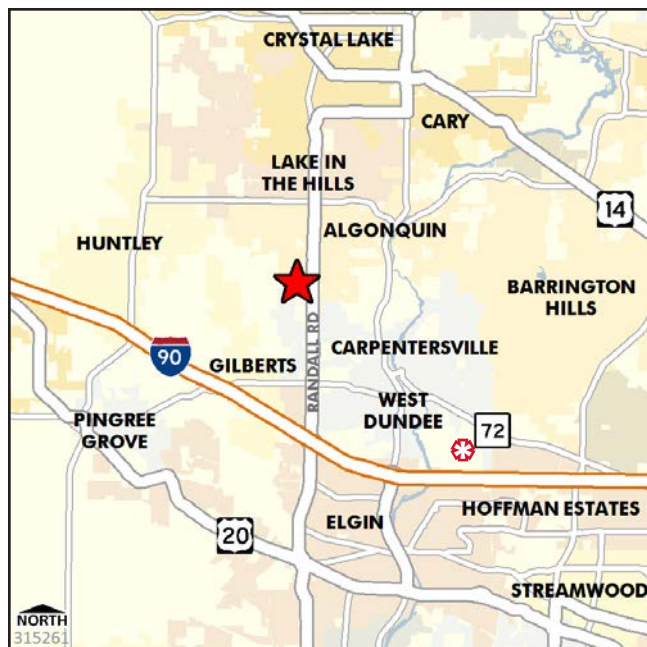 CRYSTAL LAKE
CARY
LAKE IN
THE HILLS
14
ALGONQUIN
HUNTLEY
BARRINGTON
HILLS
RANDALL RD
CARPENTERSVILLE
90
GILBERTS
WEST
DUNDEE
72
PINGREE
GROVE
HOFFMAN ESTATES
ELGIN
20
STREAMWOOD
NORTH
315261